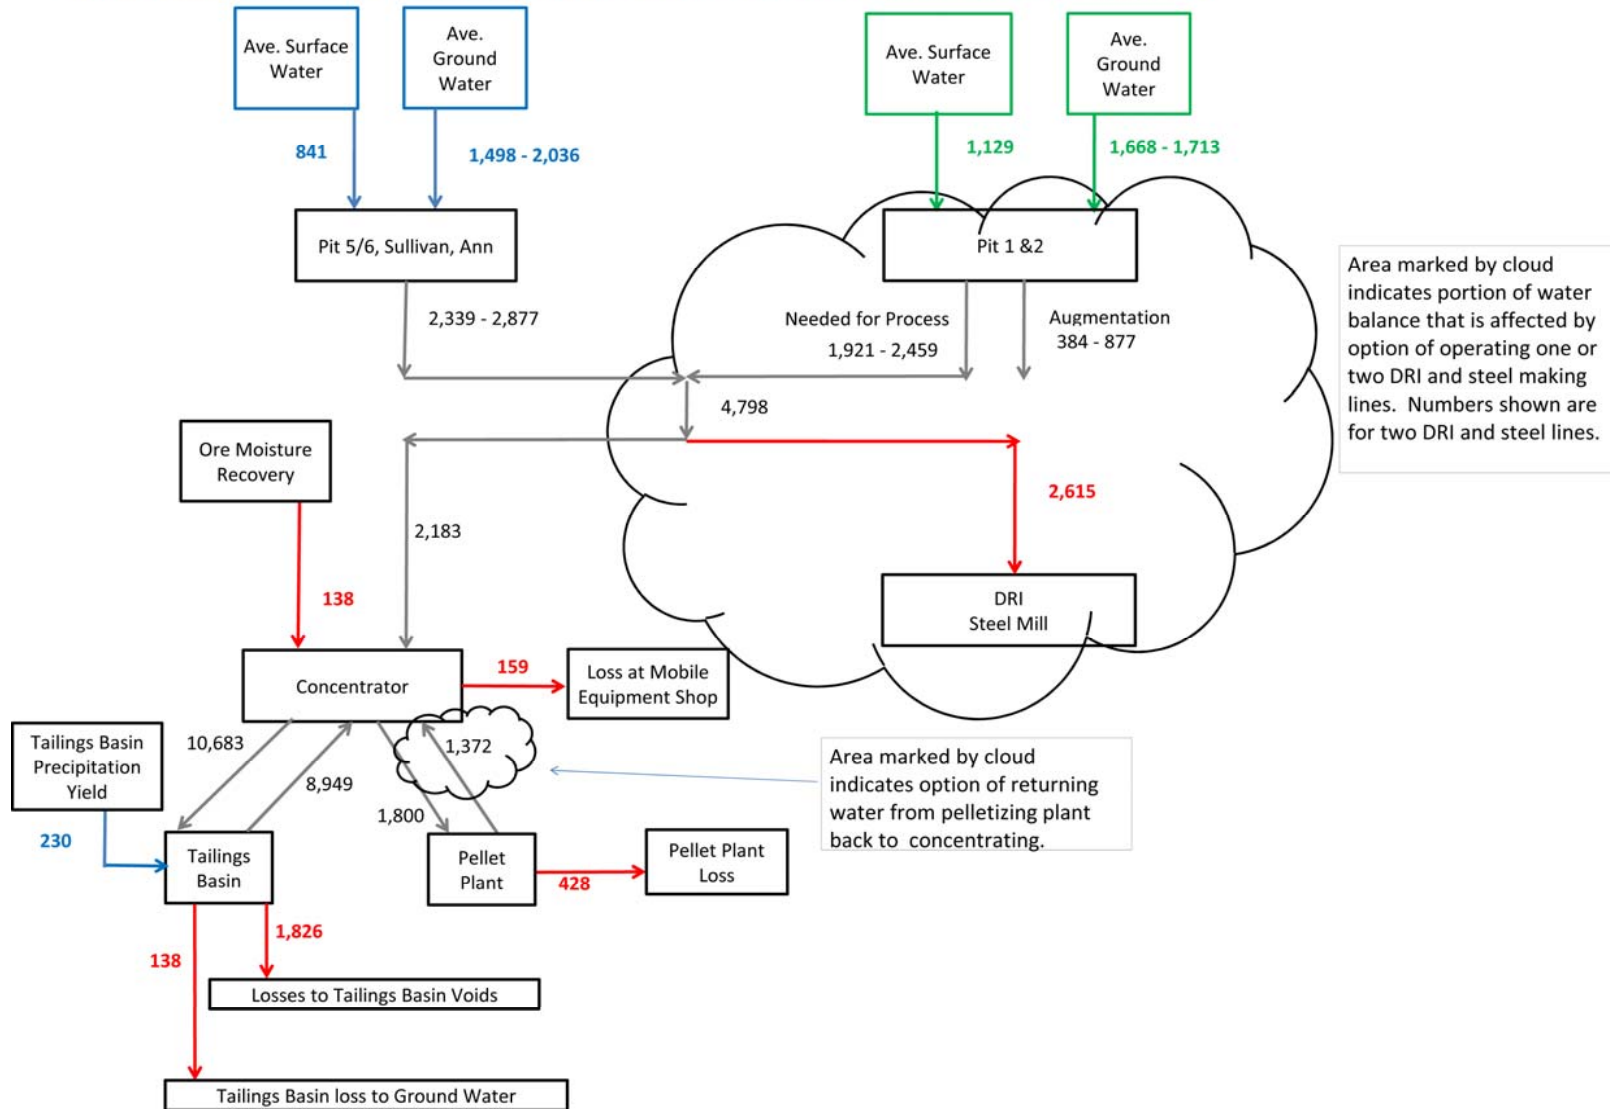 Ave. Surface
Water
Ave.
Ground
Water
Ave. Surface
Water
Ave.
Ground
Water
841
1,498 - 2,036
1,129
1,668 - 1,713
Pit 5/6, Sullivan, Ann
Pit 1 &2
Area marked by cloud
indicates portion of water
balance that is affected by
option of operating one or
two DRI and steel making
lines. Numbers shown are
for two DRI and steel lines.
2,339 - 2,877
Needed for Process
1,921 - 2,459
Augmentation
384 - 877
4,798
Ore Moisture
Recovery
2,615
2,183
138
DRI
Steel Mill
Concentrator
159
Loss at Mobile
Equipment Shop
Tailings Basin
Precipitation
Yield
10,683
8,949
1,372
1,800
Area marked by cloud
indicates option of returning
water from pelletizing plant
back to concentrating.
230
Tailings
Basin
Pellet
Plant
428
Pellet Plant
Loss
1,826
138
Losses to Tailings Basin Voids
Tailings Basin loss to Ground Water